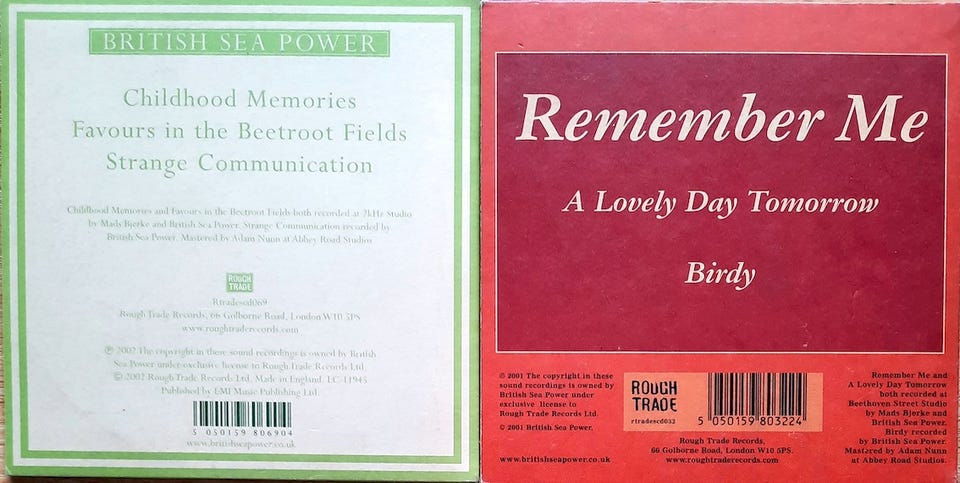 BRITISH SEA POWER
Childhood Memories
Favours in the Beetroot Fields
Strange Communication
Childhood Memories and Favours in the Beetroot Fields both recorded at 2kHz Studio
by Mads Bjerke and British Sea Power. Strange Communication recorded by
British Sea Power. Mastered by Adam Nunn at Abbey Road Studios
ROUGH
TRADE
Rtradescd069
Rough Trade Records, 66 Golborne Road, London W10 5PS
www.roughtraderecords.com
℗ 2002 The copyright in these sound recordings is owned by British
Sea Power under exclusive license to Rough Trade Records Ltd.
© 2002 Rough Trade Records Ltd. Made in England. LC-11945
Published by EMI Music Publishing Ltd.
5 050159 806904
www.britishseapower.co.uk
Remember Me
A Lovely Day Tomorrow
Birdy
℗ 2001 The copyright in these
sound recordings is owned by
British Sea Power under
exclusive license to
Rough Trade Records Ltd.
© 2001 British Sea Power.
www.britishseapower.co.uk
ROUGH
TRADE
rtradescd032
5 050159 803224
Rough Trade Records,
66 Golborne Road, London W10 5PS.
www.roughtraderecords.com
Remember Me and
A Lovely Day Tomorrow
both recorded at
Beethoven Street Studio
by Mads Bjerke and
British Sea Power.
Birdy recorded
by British Sea Power.
Mastered by Adam Nunn
at Abbey Road Studios.